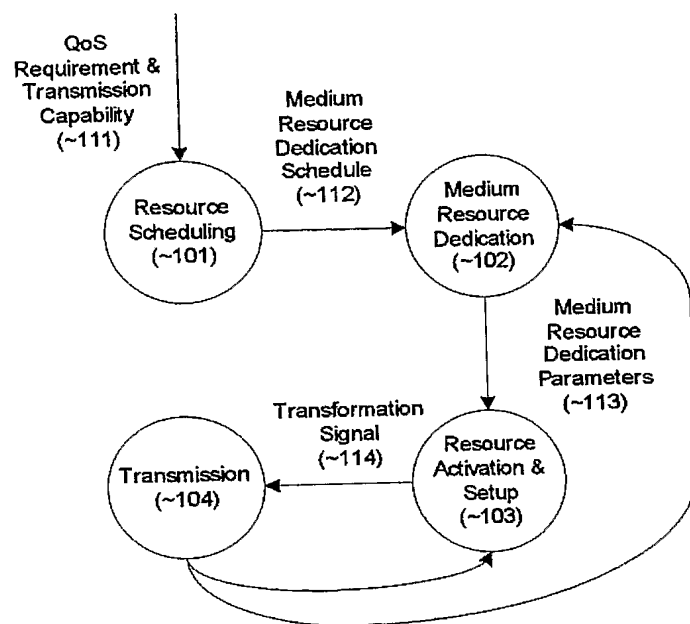 QoS
Requirement &
Transmission
Capability
(~111)
Medium
Resource
Dedication
Schedule
(~112)
Resource
Scheduling
(~101)
Medium
Resource
Dedication
(~102)
Medium
Resource
Dedication
Parameters
(~113)
Transformation
Signal
(~114)
Transmission
(~104)
Resource
Activation &
Setup
(~103)